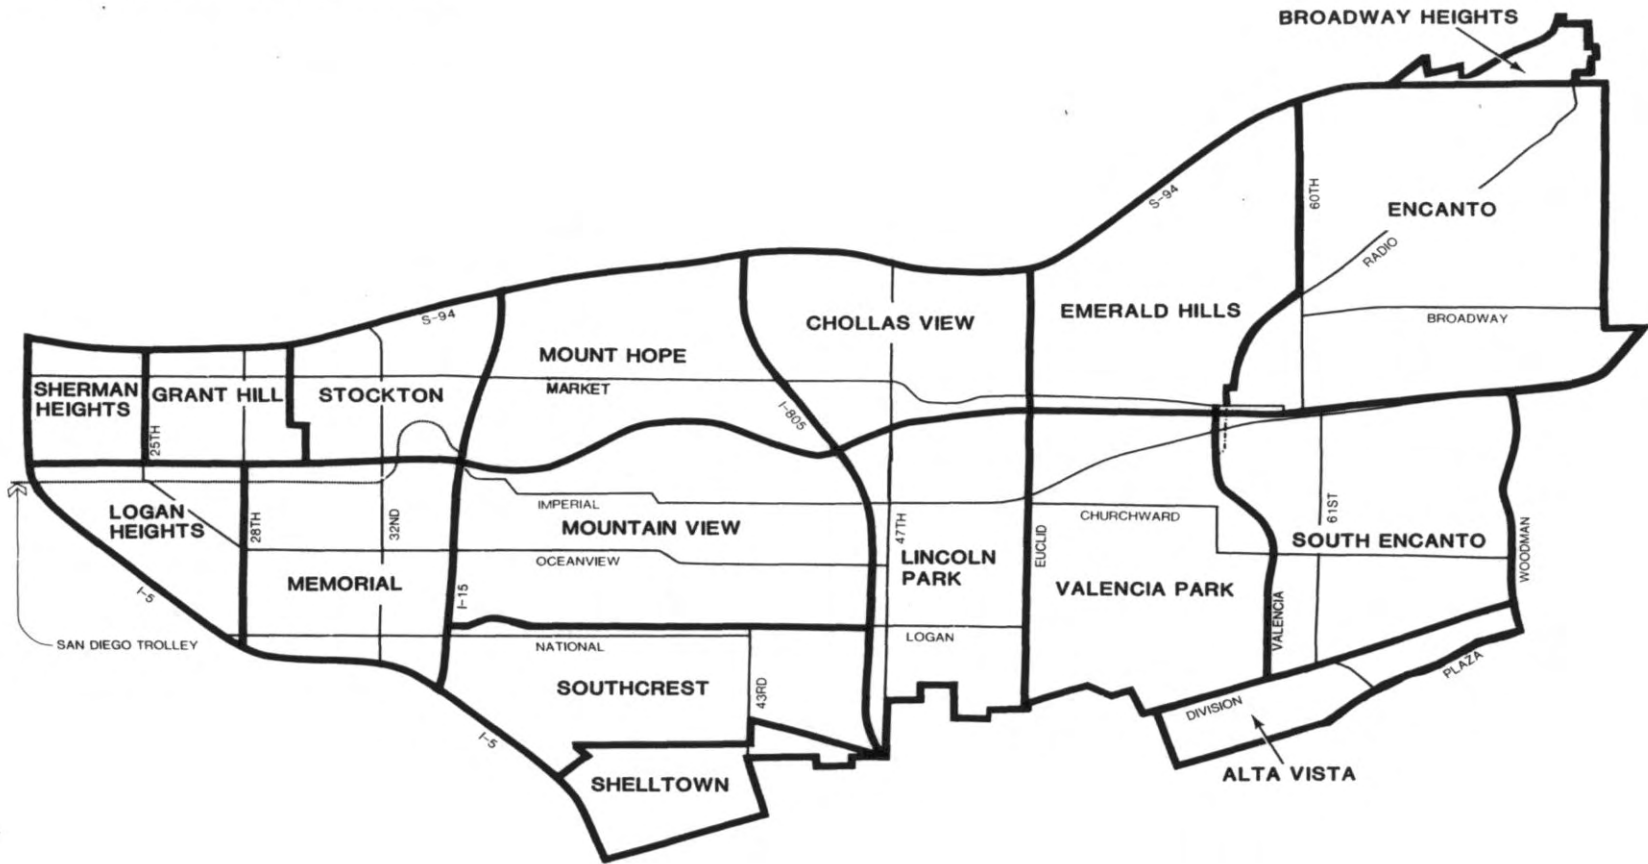 BROADWAY HEIGHTS
S-94
60TH
ENCANTO
RADIO
EMERALD HILLS
BROADWAY
S-94
CHOLLAS VIEW
MOUNT HOPE
MARKET
SHERMAN
HEIGHTS
GRANT HILL
STOCKTON
I-805
25TH
LOGAN
HEIGHTS
28TH
32ND
IMPERIAL
MOUNTAIN VIEW
OCEANVIEW
47TH
CHURCHWARD
61ST
SOUTH ENCANTO
WOODMAN
EUCLID
LINCOLN
PARK
VALENCIA PARK
MEMORIAL
I-5
I-15
VALENCIA
SAN DIEGO TROLLEY
NATIONAL
LOGAN
SOUTHCREST
43RD
PLAZA
DIVISION
I-5
SHELLTOWN
ALTA VISTA